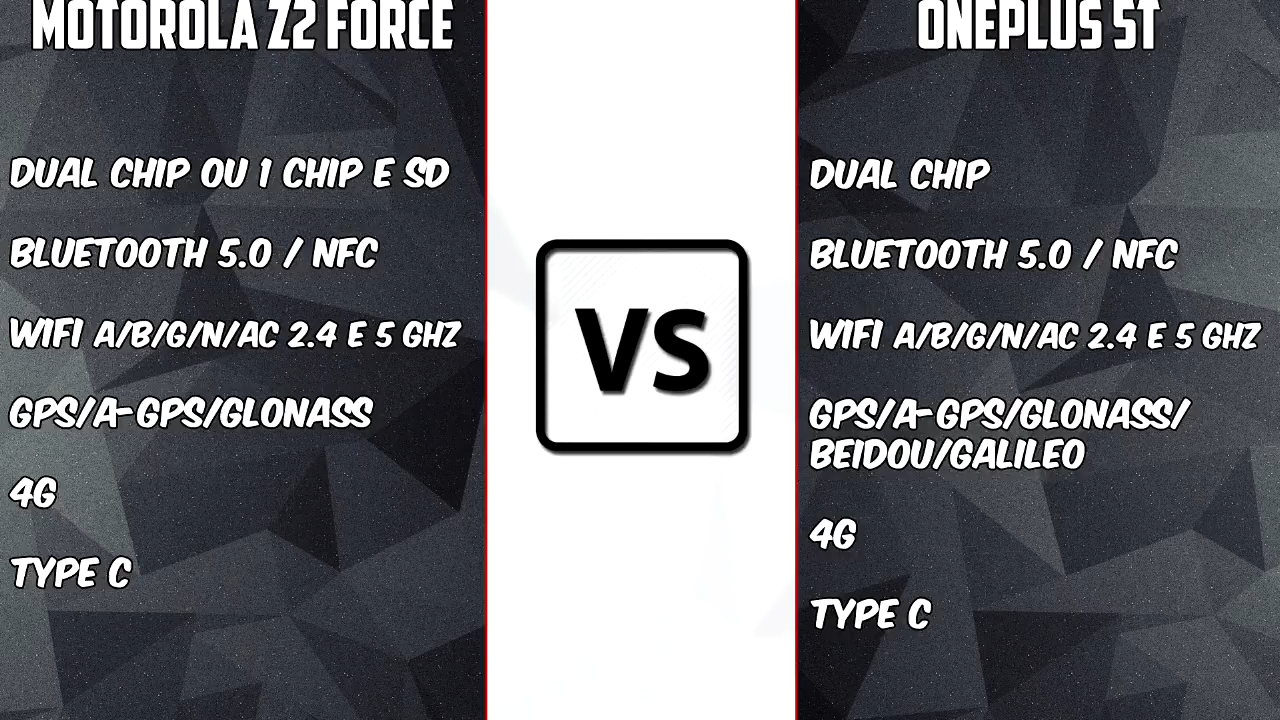 MOTOROLA Z2 FORCE
DUAL CHIP OU 1 CHIP E SD
BLUETOOTH 5.0 / NFC
WIFI A/B/G/N/AC 2.4 E 5 GHZ
GPS/A-GPS/GLONASS
4G
TYPE C
VS
ONEPLUS 5T
DUAL CHIP
BLUETOOTH 5.0 / NFC
WIFI A/B/G/N/AC 2.4 E 5 GHZ
GPS/A-GPS/GLONASS/
BEIDOU/GALILEO
4G
TYPE C